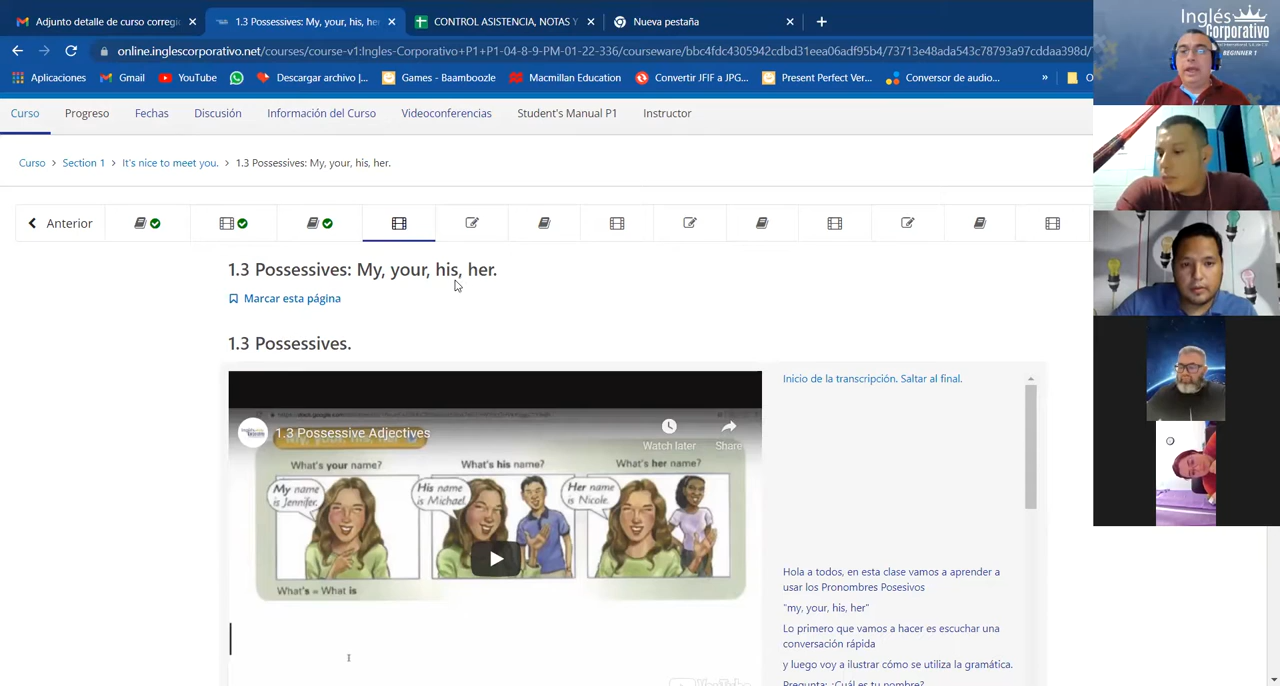 Adjunto detalle de curso corregi
1.3 Possessives: My, your, his, he
CONTROL ASISTENCIA, NOTAS Y
Nueva pestaña
online.inglescorporativo.net/courses/course-v1:Ingles-Corporativo+P1+P1-04-8-9-PM-01-22-336/courseware/bbc4fdc4305942cdbd31eea06adf95b4/73713e48ada543c78793a97cddaa398d/
Aplicaciones
Gmail
YouTube
Descargar archivo |...
Games - Baamboozle
Macmillan Education
Convertir JFIF a JPG...
Present Perfect Ver...
Conversor de audio...
»
Inglés
Corporativo
BEGINNER 1
Curso
Progreso
Fechas
Discusión
Información del Curso
Videoconferencias
Student's Manual P1
Instructor
Curso > Section 1 > It's nice to meet you. > 1.3 Possessives: My, your, his, her.
Anterior
1.3 Possessives: My, your, his, her.
Marcar esta página
1.3 Possessives.
1.3 Possessive Adjectives
Watch later
Share
What's your name?
What's his name?
What's her name?
My name
is Jennifer.
His name
is Michael.
Her name
is Nicole.
What's = What is
YouTube
Inicio de la transcripción. Saltar al final.
Hola a todos, en esta clase vamos a aprender a
usar los Pronombres Posesivos
"my, your, his, her"
Lo primero que vamos a hacer es escuchar una
conversación rápida
y luego voy a ilustrar cómo se utiliza la gramática.
Pregunta: ¿Cuál es tu nombre?